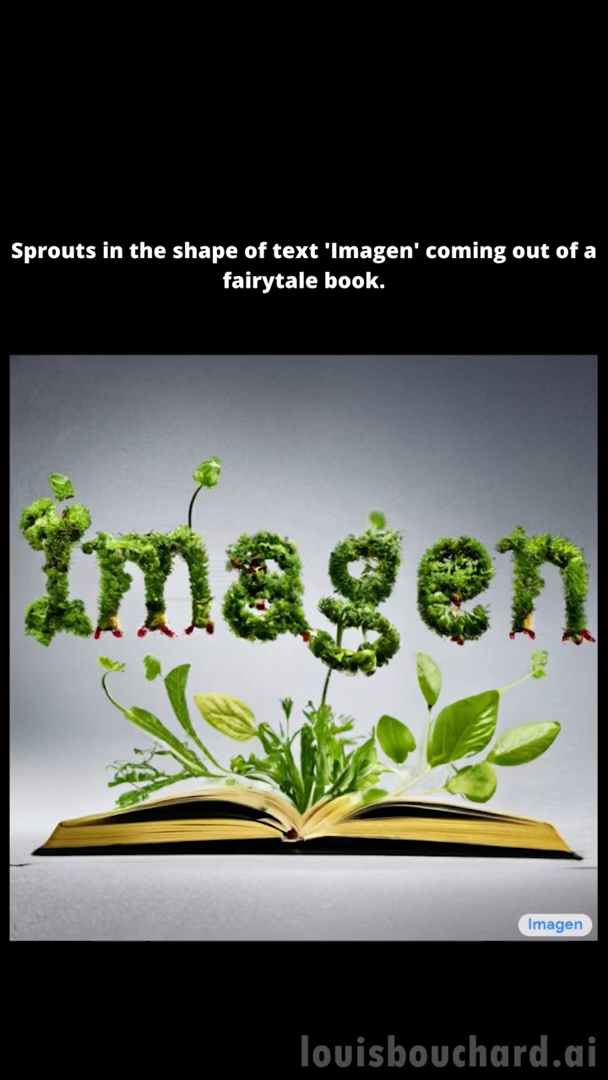 Sprouts in the shape of text 'Imagen' coming out of a
fairytale book.
Imagen
Imagen
louisbouchard.ai